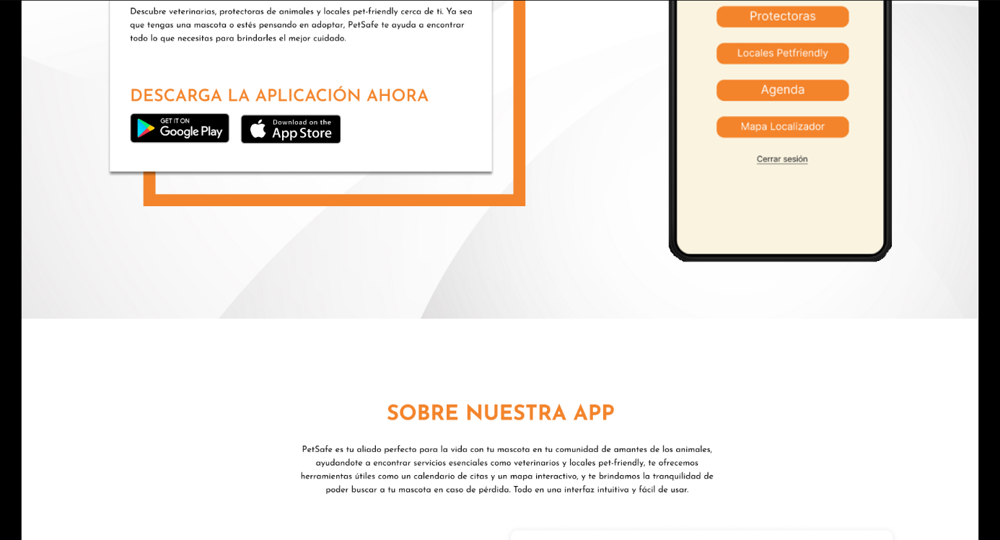 Descubre veterinarias, protectoras de animales y locales pet-friendly cerca de ti. Ya sea
que tengas una mascota o estés pensando en adoptar, PetSafe te ayuda a encontrar
todo lo que necesitas para brindarles el mejor cuidado.
DESCARGA LA APLICACIÓN AHORA
GET IT ON
Google Play
Download on the
App Store
Protectoras
Locales Petfriendly
Agenda
Mapa Localizador
Cerrar sesión
SOBRE NUESTRA APP
PetSafe es tu aliado perfecto para la vida con tu mascota en tu comunidad de amantes de los animales,
ayudandote a encontrar servicios esenciales como veterinarios y locales pet-friendly, te ofrecemos
herramientas útiles como un calendario de citas y un mapa interactivo, y te brindamos la tranquilidad de
poder buscar a tu mascota en caso de pérdida. Todo en una interfaz intuitiva y fácil de usar.